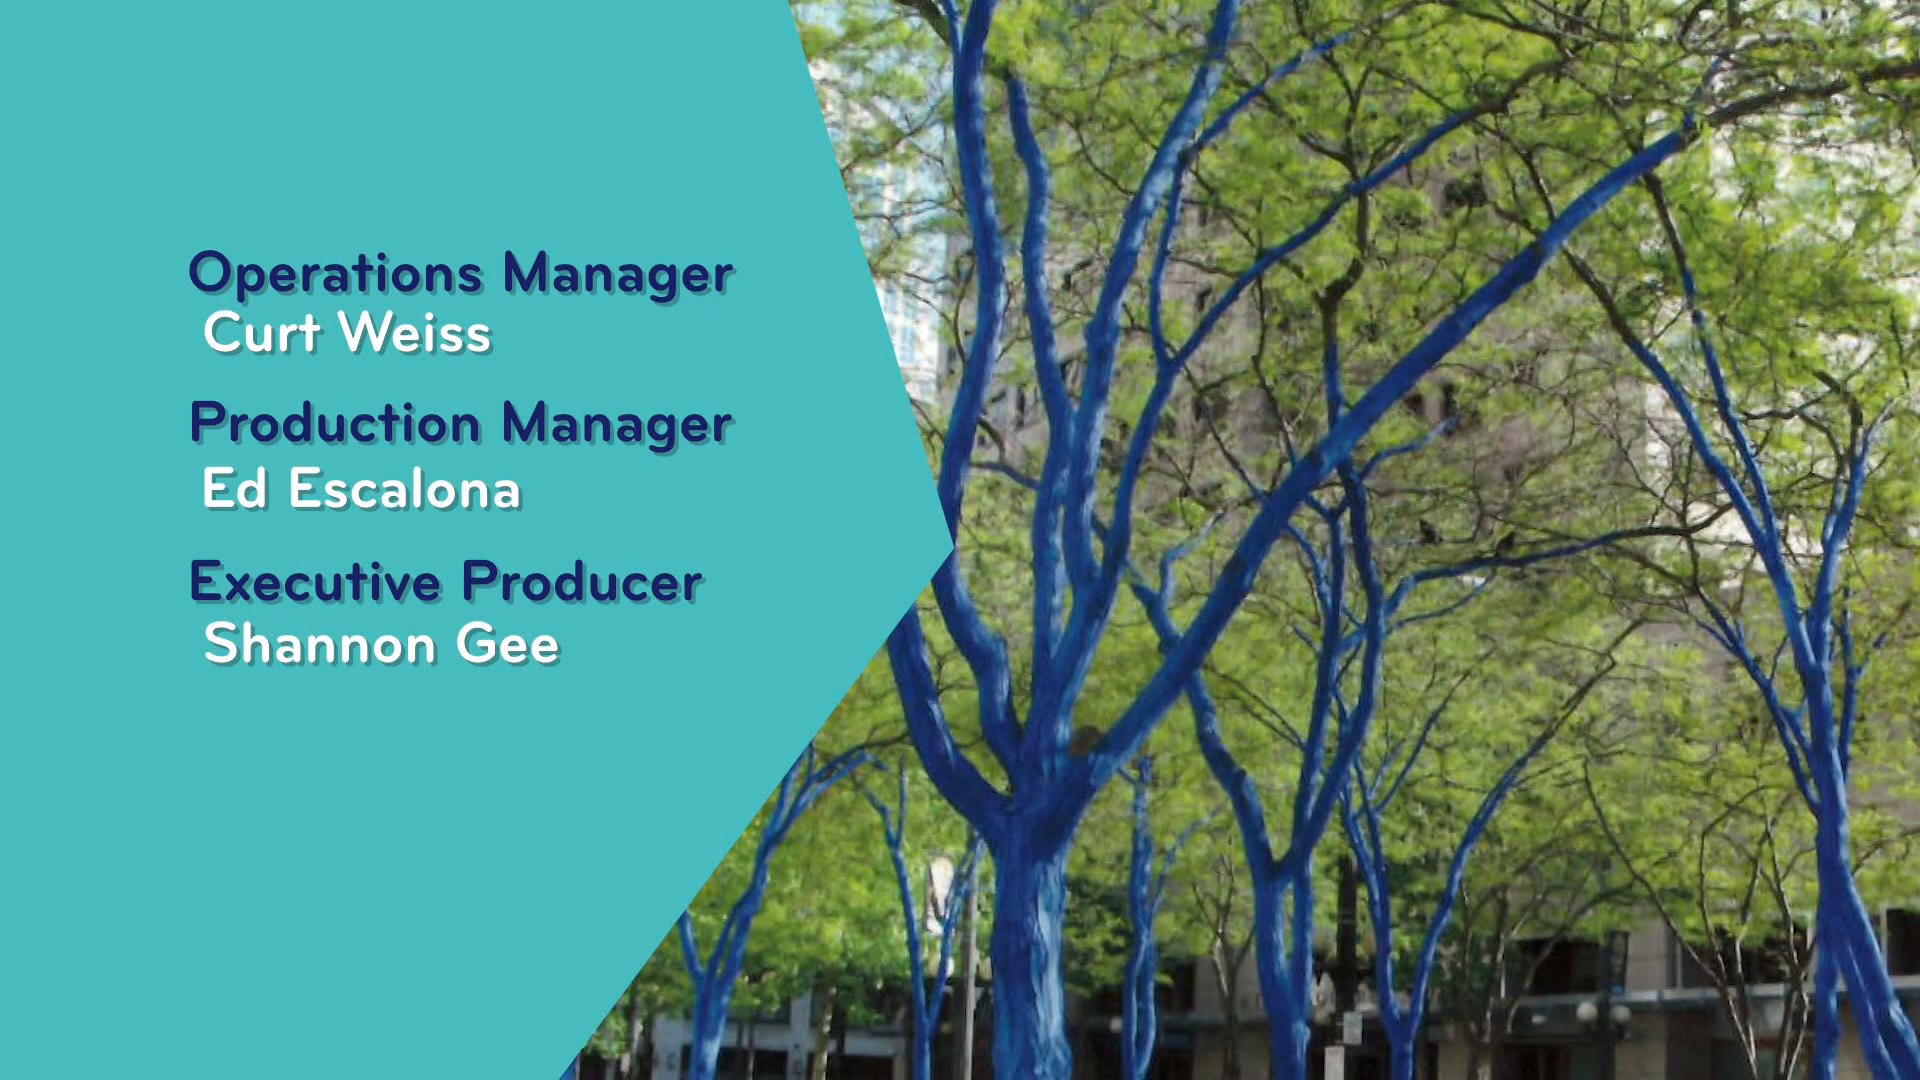 Operations Manager
Curt Weiss
Production Manager
Ed Escalona
Executive Producer
Shannon Gee